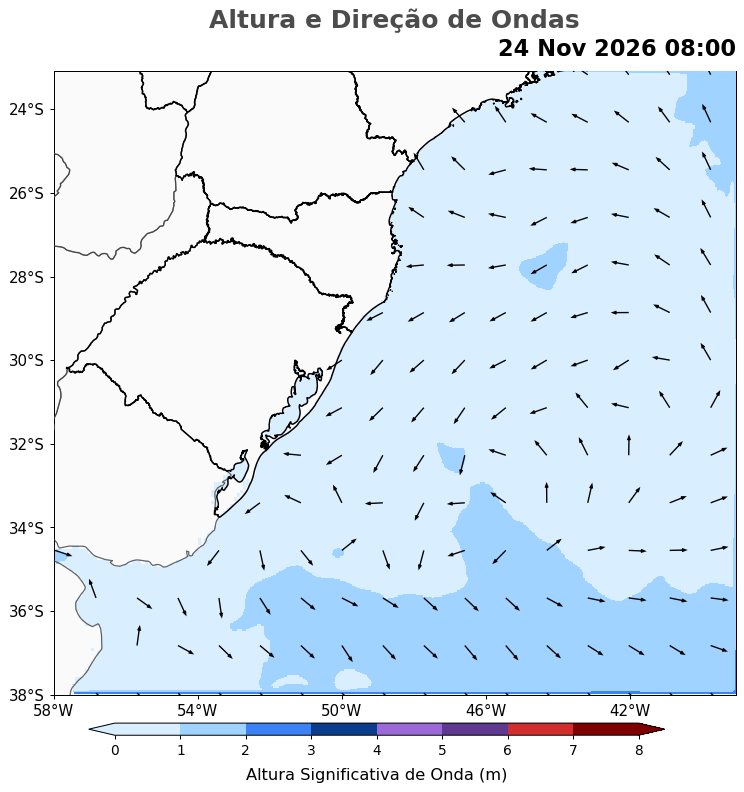 Altura e Direção de Ondas
24 Nov 2026 08:00
24°S
26°S
28°S
30°S
32°S
34°S
36°S
38°S
58°W 54°W 50°W 46°W 42°W
0 1 2 3 4 5 6 7 8
Altura Significativa de Onda (m)